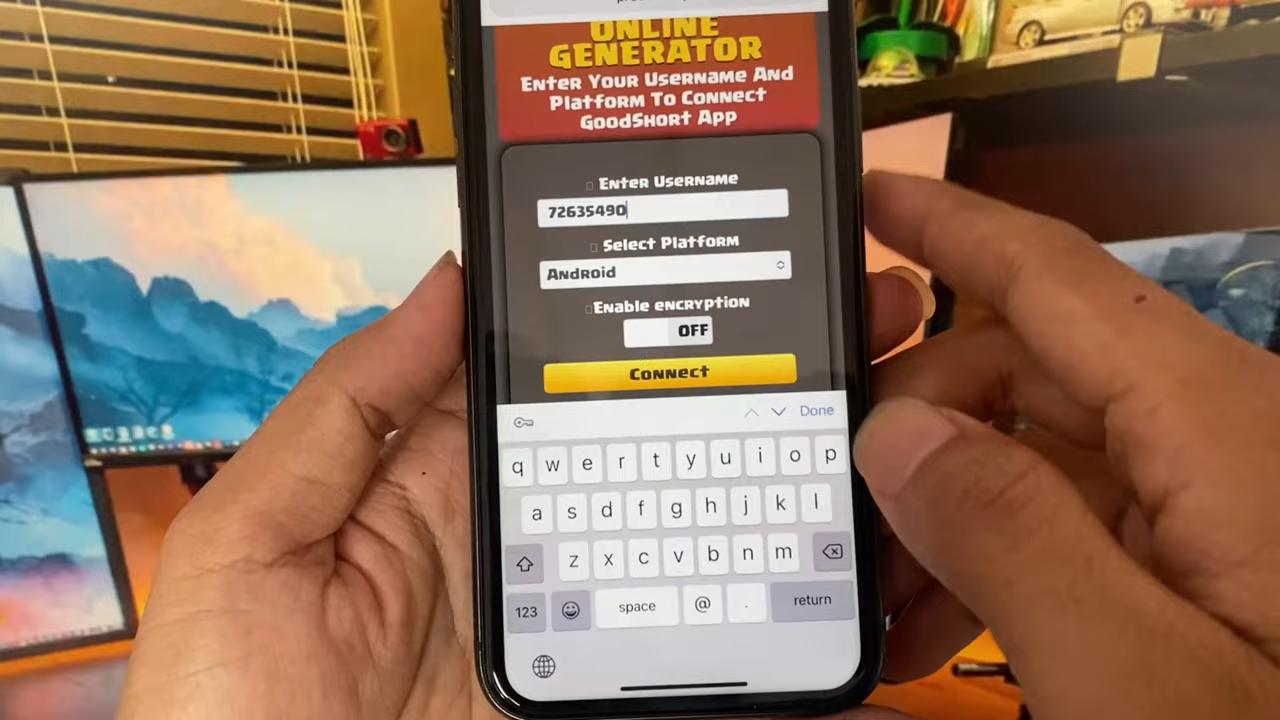 ONLINE
GENERATOR
Enter Your Username And
Platform To Connect
GoodShort App
Enter Username
72635490
Select Platform
Android
Enable encryption
OFF
Connect
Done
q w e r t y u i o p
a s d f g h j k l
z x c v b n m
123 space @ . return